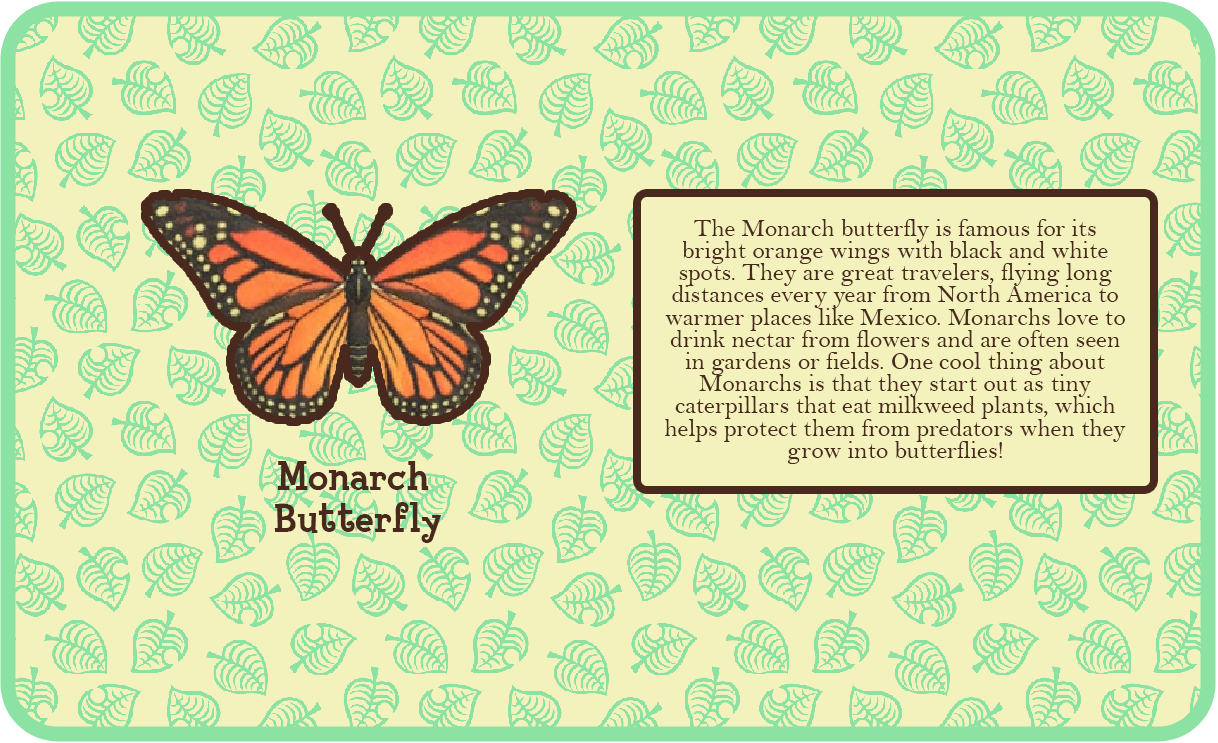 Monarch
Butterfly
The Monarch butterfly is famous for its
bright orange wings with black and white
spots. They are great travelers, flying long
distances every year from North America to
warmer places like Mexico. Monarchs love to
drink nectar from flowers and are often seen
in gardens or fields. One cool thing about
Monarchs is that they start out as tiny
caterpillars that eat milkweed plants, which
helps protect them from predators when they
grow into butterflies!